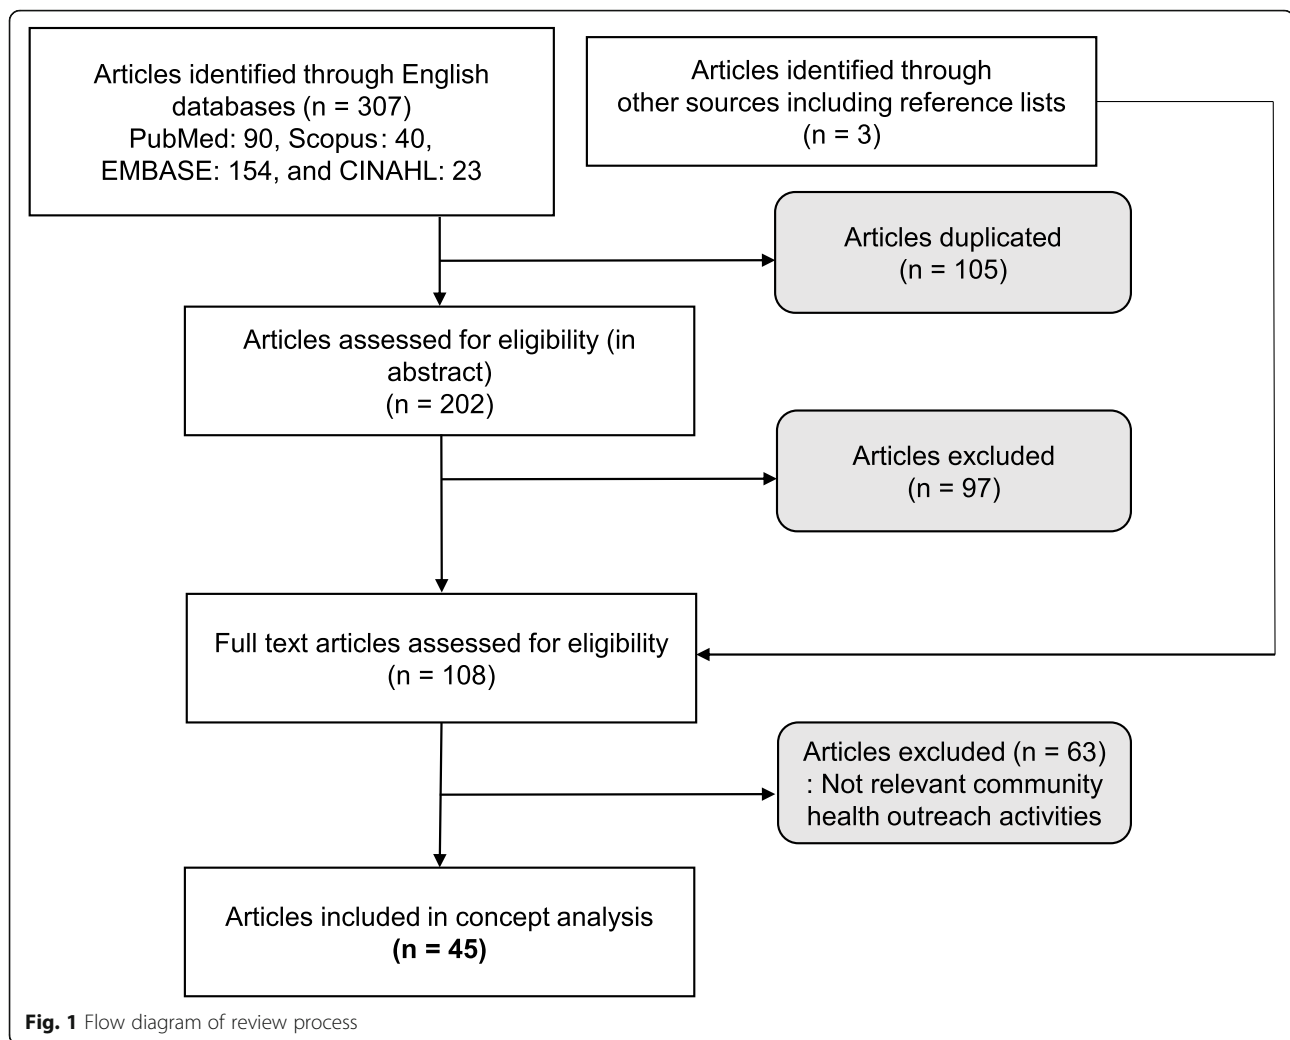 Articles identified through English
databases (n = 307)
PubMed: 90, Scopus: 40,
EMBASE: 154, and CINAHL: 23
Articles identified through
other sources including reference lists
(n = 3)
Articles duplicated
(n = 105)
Articles assessed for eligibility (in
abstract)
(n = 202)
Articles excluded
(n = 97)
Full text articles assessed for eligibility
(n = 108)
Articles excluded (n = 63)
: Not relevant community
health outreach activities
Articles included in concept analysis
(n = 45)
Fig. 1 Flow diagram of review process